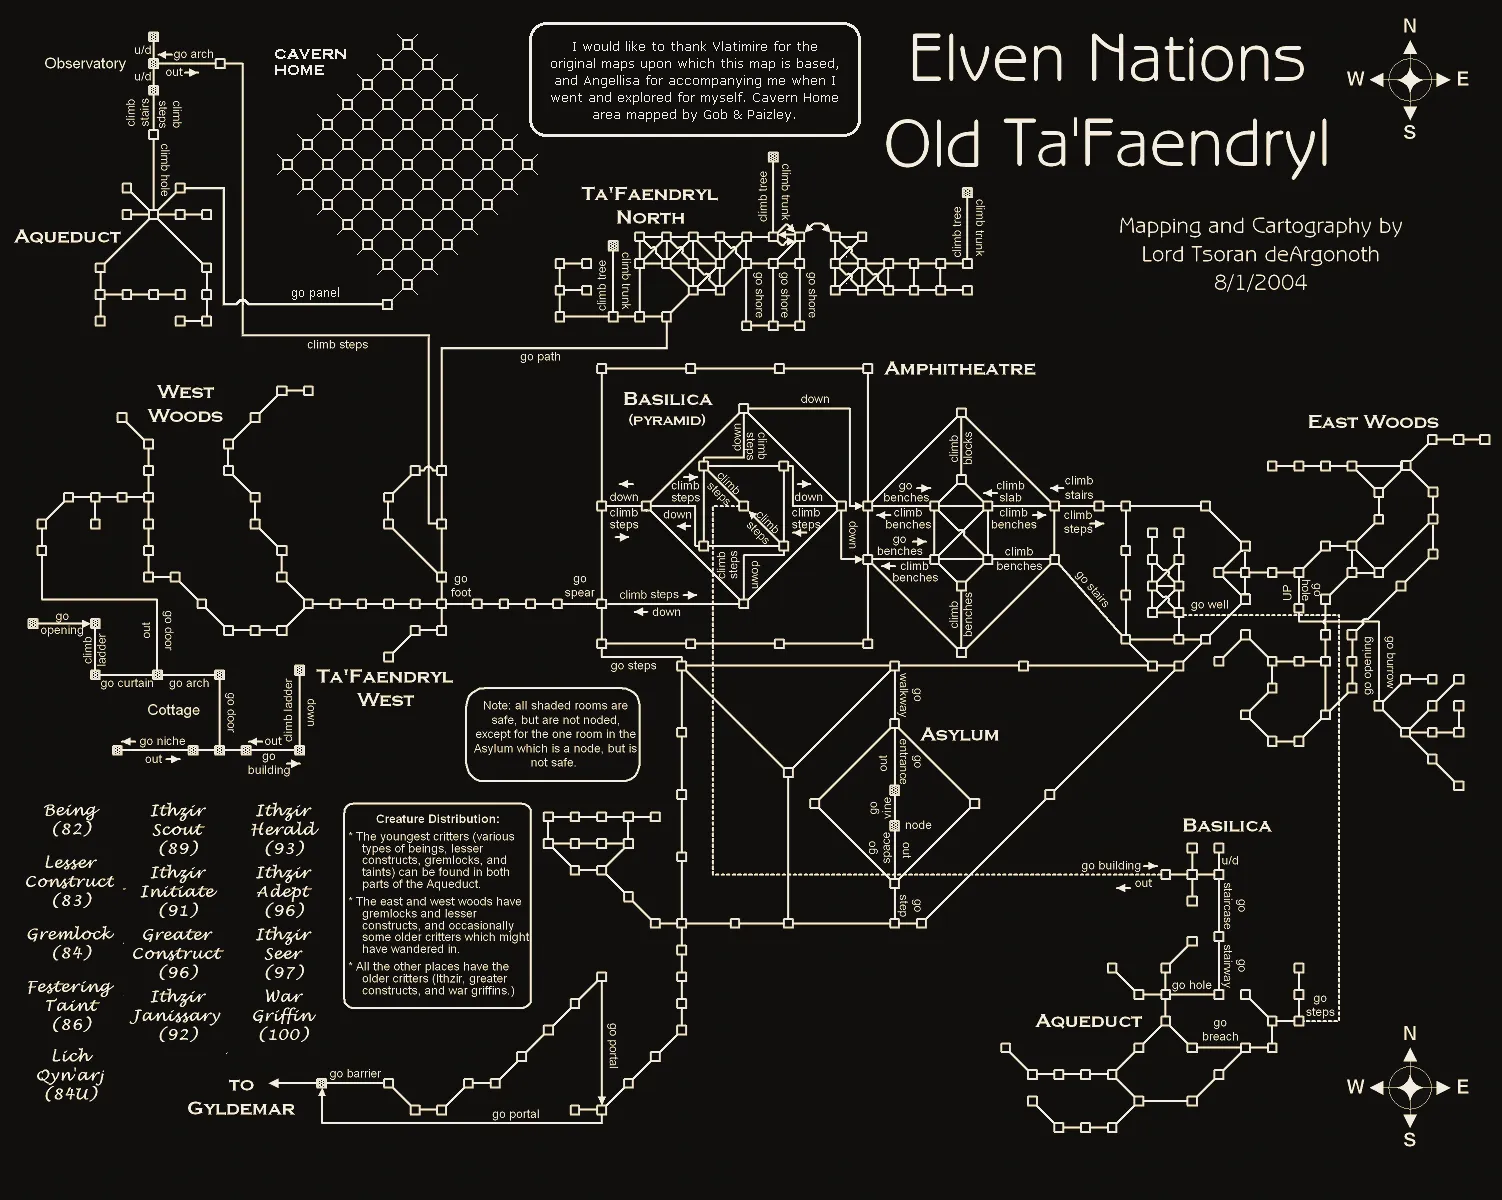 Elven Nations
Old Ta'Faendryl
Mapping and Cartography by
Lord Tsoran deArgonoth
8/1/2004
N
W E
S
I would like to thank Vlatimire for the
original maps upon which this map is based,
and Angellisa for accompanying me when I
went and explored for myself. Cavern Home
area mapped by Gob & Paizley.
Observatory
u/d
go arch
out
u/d
climb stairs
climb steps
climb hole
CAVERN
HOME
AQUEDUCT
go panel
climb steps
TA'FAENDRYL
NORTH
climb tree
climb trunk
climb tree
climb trunk
climb tree
climb trunk
go shore
go shore
go shore
go path
WEST
WOODS
AMPHITHEATRE
BASILICA
(PYRAMID)
down
down
climb steps
down
climb
steps
climb
steps
down
climb
steps
down
climb
steps
climb
steps
climb
steps
down
down
climb steps
down
climb steps
down
go
foot
go
spear
go steps
climb
blocks
go
benches
climb
benches
go
benches
climb
benches
climb
slab
climb
benches
climb
benches
climb
benches
climb
stairs
climb
steps
go stairs
EAST WOODS
go well
UP
go
hole
go opening
go burrow
go
opening
climb
ladder
out
go door
go curtain
go arch
Cottage
go door
climb ladder
down
go niche
out
out
go
building
TA'FAENDRYL
WEST
Note: all shaded rooms are
safe, but are not noded,
except for the one room in the
Asylum which is a node, but is
not safe.
ASYLUM
go
walkway
out
go
entrance
go
vine
node
go
space
out
go
step
Being
(82)
Lesser
Construct
(83)
Gremlock
(84)
Festering
Taint
(86)
Lich
Qyn'arj
(84U)
Ithzir
Scout
(89)
Ithzir
Initiate
(91)
Greater
Construct
(96)
Ithzir
Janissary
(92)
Ithzir
Herald
(93)
Ithzir
Adept
(96)
Ithzir
Seer
(97)
War
Griffin
(100)
Creature Distribution:
* The youngest critters (various
types of beings, lesser
constructs, gremlocks, and
taints) can be found in both
parts of the Aqueduct.
* The east and west woods have
gremlocks and lesser
constructs, and occasionally
some older critters which might
have wandered in.
* All the other places have the
older critters (Ithzir, greater
constructs, and war griffins.)
BASILICA
go building
out
u/d
go
staircase
go
stairway
go hole
AQUEDUCT
go
breach
go
steps
TO
GYLDEMAR
go barrier
go portal
go portal
N
W E
S